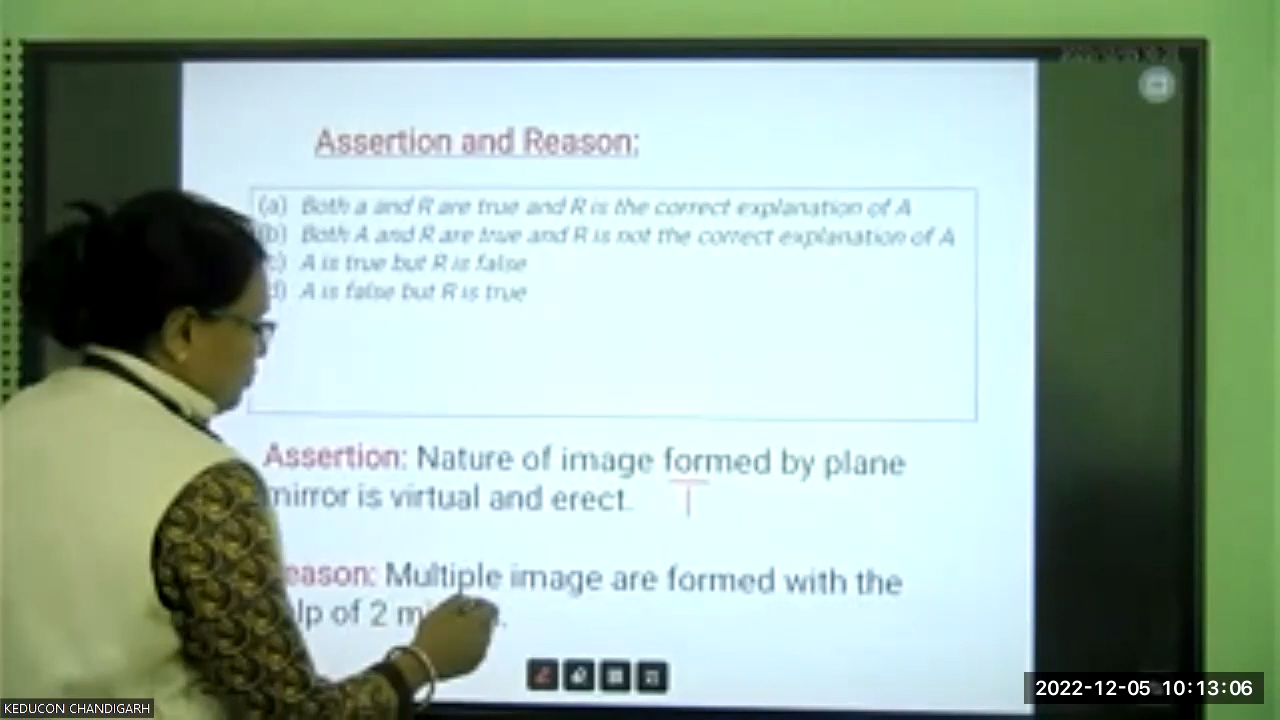 Assertion and Reason:
(a) Both a and R are true and R is the correct explanation of A
(b) Both A and R are true and R is not the correct explanation of A
c) A is true but R is false
d) A is false but R is true
Assertion: Nature of image formed by plane
mirror is virtual and erect.
T
eason: Multiple image are formed with the
lp of 2 m
KEDUCON CHANDIGARH
2022-12-05 10:13:06